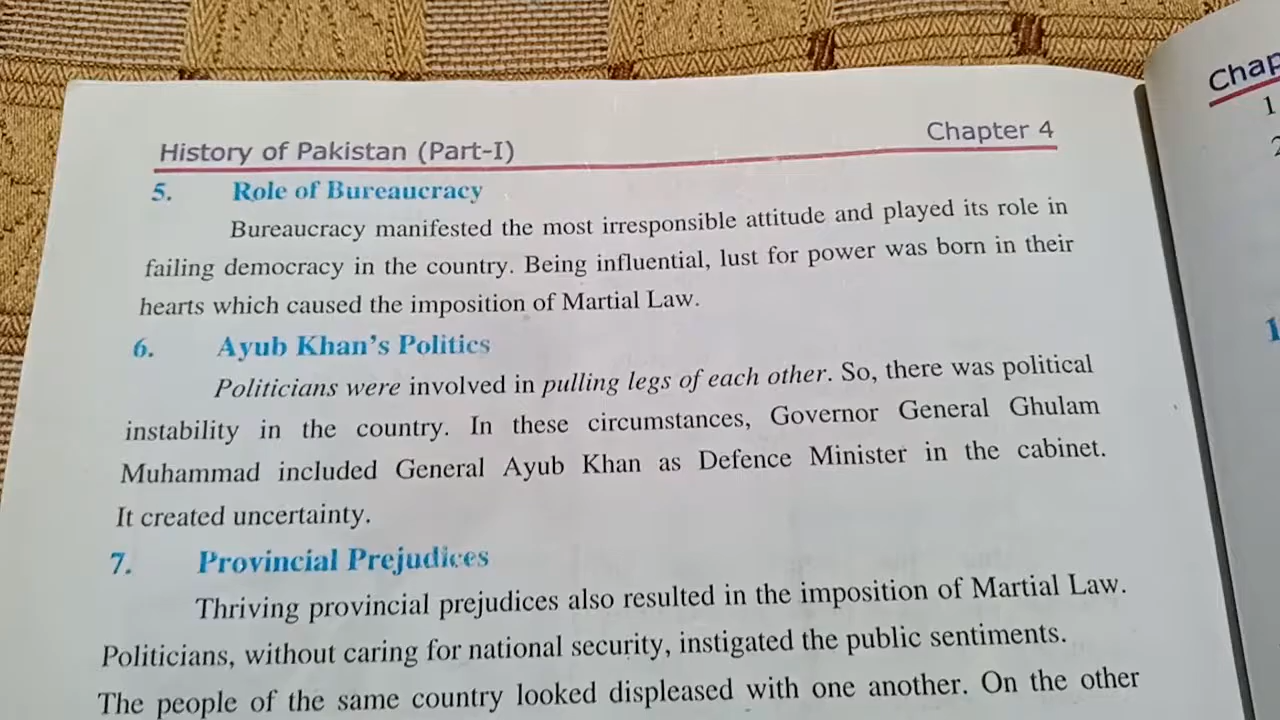 History of Pakistan (Part-I) Chapter 4
5. Role of Bureaucracy
Bureaucracy manifested the most irresponsible attitude and played its role in
failing democracy in the country. Being influential, lust for power was born in their
hearts which caused the imposition of Martial Law.
6. Ayub Khan's Politics
Politicians were involved in pulling legs of each other. So, there was political
instability in the country. In these circumstances, Governor General Ghulam
Muhammad included General Ayub Khan as Defence Minister in the cabinet.
It created uncertainty.
7. Provincial Prejudices
Thriving provincial prejudices also resulted in the imposition of Martial Law.
Politicians, without caring for national security, instigated the public sentiments.
The people of the same country looked displeased with one another. On the other
Chap
1
2